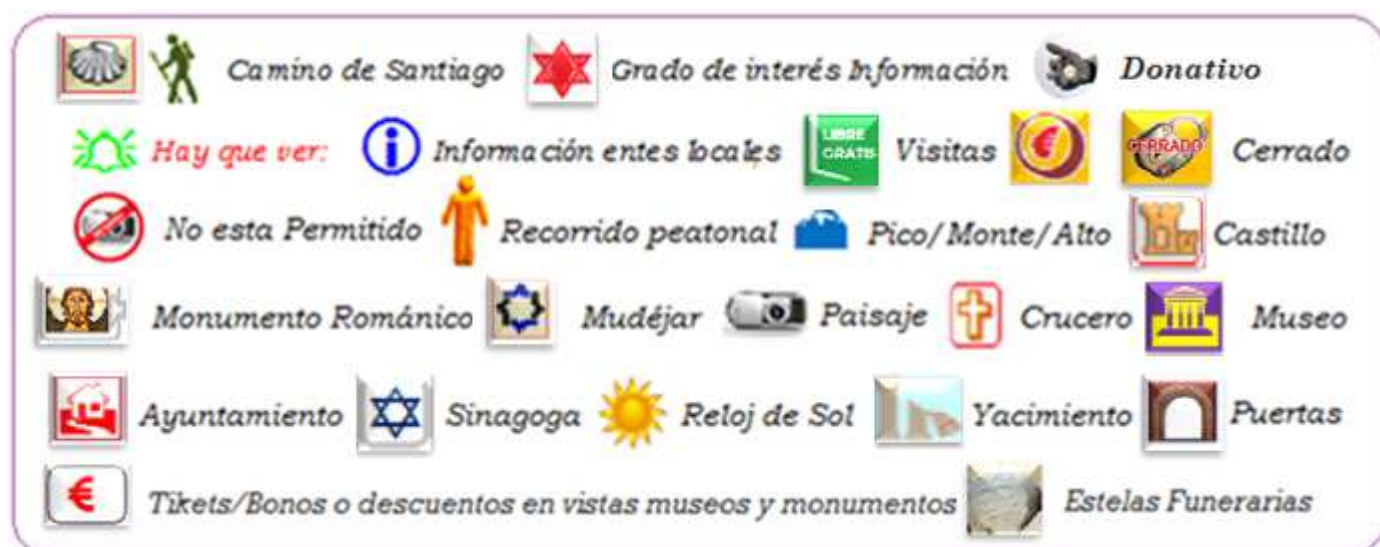 Camino de Santiago Grado de interés Información Donativo
Hay que ver: i Información entes locales LIBRE GRATIS Visitas € CERRADO Cerrado
No esta Permitido Recorrido peatonal Pico/Monte/Alto Castillo
Monumento Románico Mudéjar Paisaje Crucero Museo
Ayuntamiento Sinagoga Reloj de Sol Yacimiento Puertas
€ Tikets/Bonos o descuentos en vistas museos y monumentos Estelas Funerarias